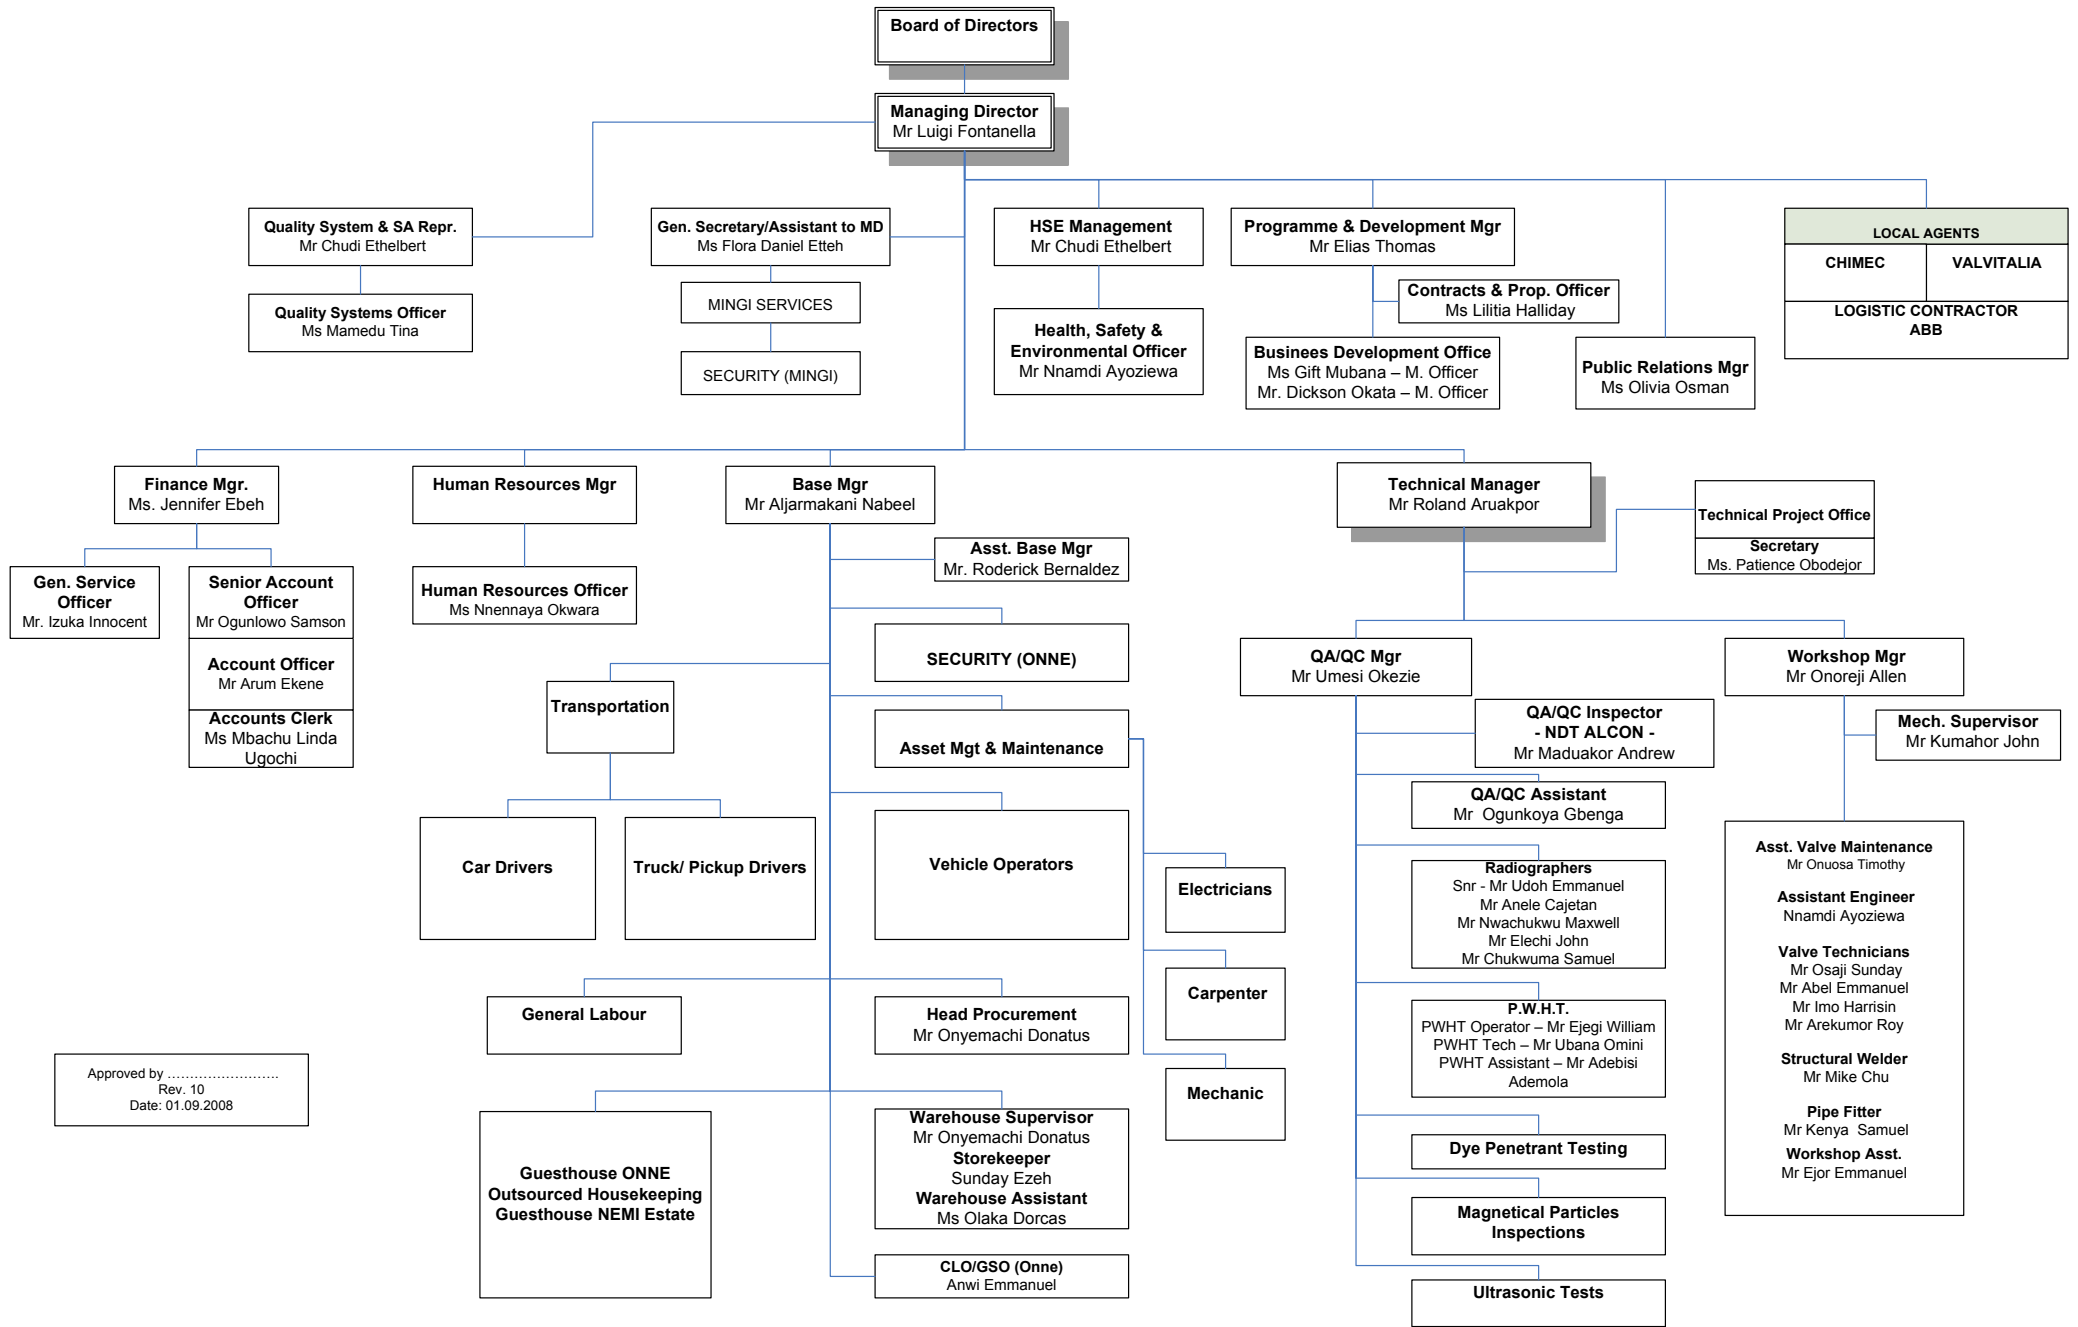 Board of Directors
Managing Director
Mr Luigi Fontanella
Quality System & SA Repr.
Mr Chudi Ethelbert
Quality Systems Officer
Ms Mamedu Tina
Gen. Secretary/Assistant to MD
Ms Flora Daniel Etteh
MINGI SERVICES
SECURITY (MINGI)
HSE Management
Mr Chudi Ethelbert
Health, Safety &
Environmental Officer
Mr Nnamdi Ayoziewa
Programme & Development Mgr
Mr Elias Thomas
Contracts & Prop. Officer
Ms Lilitia Halliday
Businees Development Office
Ms Gift Mubana – M. Officer
Mr. Dickson Okata – M. Officer
Public Relations Mgr
Ms Olivia Osman
LOCAL AGENTS
CHIMEC
VALVITALIA
LOGISTIC CONTRACTOR
ABB
Finance Mgr.
Ms. Jennifer Ebeh
Gen. Service
Officer
Mr. Izuka Innocent
Senior Account
Officer
Mr Ogunlowo Samson
Account Officer
Mr Arum Ekene
Accounts Clerk
Ms Mbachu Linda
Ugochi
Human Resources Mgr
Human Resources Officer
Ms Nnennaya Okwara
Base Mgr
Mr Aljarmakani Nabeel
Asst. Base Mgr
Mr. Roderick Bernaldez
SECURITY (ONNE)
Transportation
Asset Mgt & Maintenance
Car Drivers
Truck/ Pickup Drivers
Vehicle Operators
Electricians
Carpenter
Mechanic
General Labour
Head Procurement
Mr Onyemachi Donatus
Guesthouse ONNE
Outsourced Housekeeping
Guesthouse NEMI Estate
Warehouse Supervisor
Mr Onyemachi Donatus
Storekeeper
Sunday Ezeh
Warehouse Assistant
Ms Olaka Dorcas
CLO/GSO (Onne)
Anwi Emmanuel
Technical Manager
Mr Roland Aruakpor
Technical Project Office
Secretary
Ms. Patience Obodejor
QA/QC Mgr
Mr Umesi Okezie
QA/QC Inspector
- NDT ALCON -
Mr Maduakor Andrew
QA/QC Assistant
Mr  Ogunkoya Gbenga
Radiographers
Snr - Mr Udoh Emmanuel
Mr Anele Cajetan
Mr Nwachukwu Maxwell
Mr Elechi John
Mr Chukwuma Samuel
P.W.H.T.
PWHT Operator – Mr Ejegi William
PWHT Tech – Mr Ubana Omini
PWHT Assistant – Mr Adebisi
Ademola
Dye Penetrant Testing
Magnetical Particles
Inspections
Ultrasonic Tests
Workshop Mgr
Mr Onoreji Allen
Mech. Supervisor
Mr Kumahor John
Asst. Valve Maintenance
Mr Onuosa Timothy
Assistant Engineer
Nnamdi Ayoziewa
Valve Technicians
Mr Osaji Sunday
Mr Abel Emmanuel
Mr Imo Harrisin
Mr Arekumor Roy
Structural Welder
Mr Mike Chu
Pipe Fitter
Mr Kenya  Samuel
Workshop Asst.
Mr Ejor Emmanuel
Approved by …………………….
Rev. 10
Date: 01.09.2008